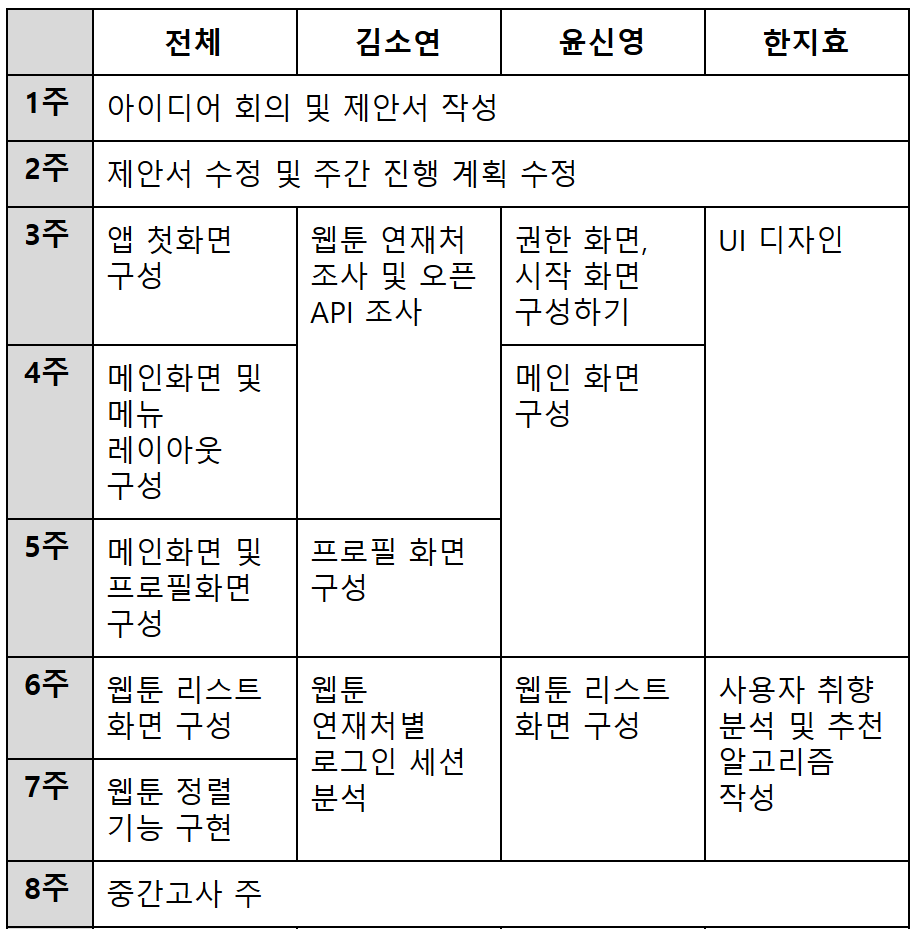 전체 김소연 윤신영 한지효
1주 아이디어 회의 및 제안서 작성
2주 제안서 수정 및 주간 진행 계획 수정
3주
앱 첫화면
구성
웹툰 연재처
조사 및 오픈
API 조사
권한 화면,
시작 화면
구성하기
UI 디자인
4주
메인화면 및
메뉴
레이아웃
구성
메인 화면
구성
5주
메인화면 및
프로필화면
구성
프로필 화면
구성
6주
웹툰 리스트
화면 구성
웹툰
연재처별
로그인 세션
분석
웹툰 리스트
화면 구성
사용자 취향
분석 및 추천
알고리즘
작성
7주
웹툰 정렬
기능 구현
8주 중간고사 주